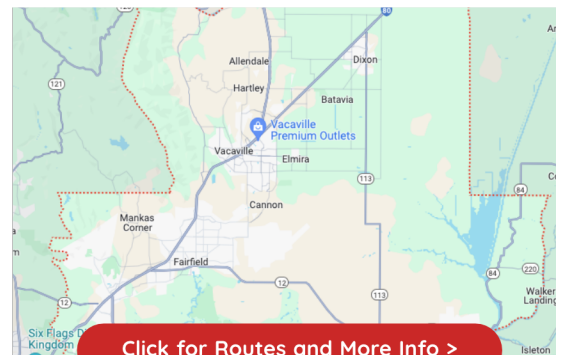 80
Allendale
Dixon
121
Hartley
Batavia
Vacaville
Premium Outlets
Vacaville
Elmira
113
84
Cannon
Mankas
Corner
Fairfield
12
84
220
12
113
Walker
Landing
Six Flags
Kingdom
Isleton
Click for Routes and More Info >